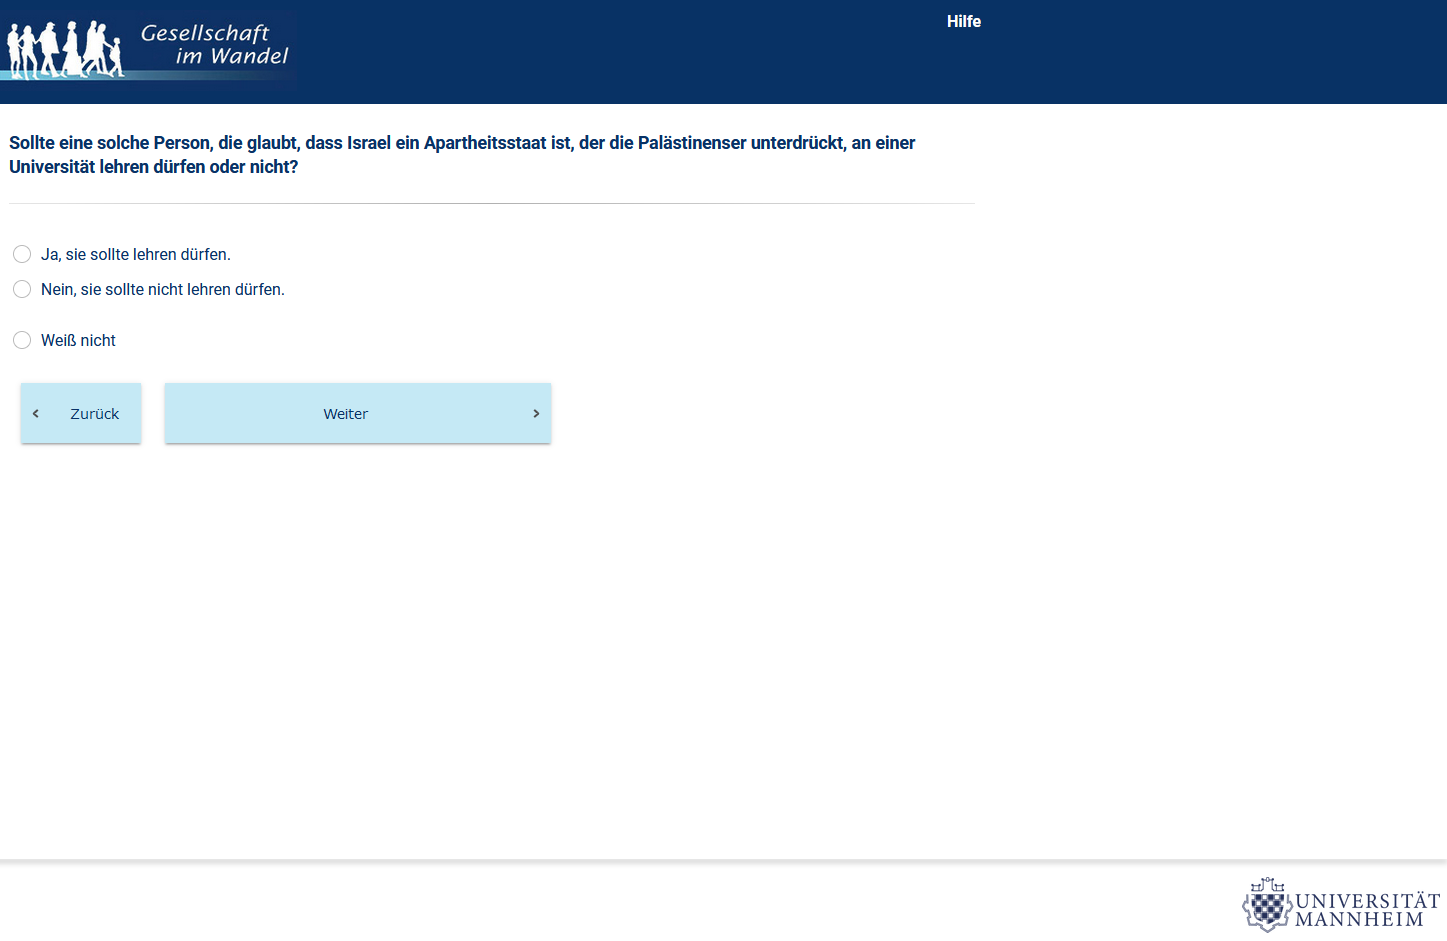 Gesellschaft
im Wandel
Hilfe
Sollte eine solche Person, die glaubt, dass Israel ein Apartheitsstaat ist, der die Palästinenser unterdrückt, an einer
Universität lehren dürfen oder nicht?
Ja, sie sollte lehren dürfen.
Nein, sie sollte nicht lehren dürfen.
Weiß nicht
Zurück
Weiter
UNIVERSITÄT
MANNHEIM